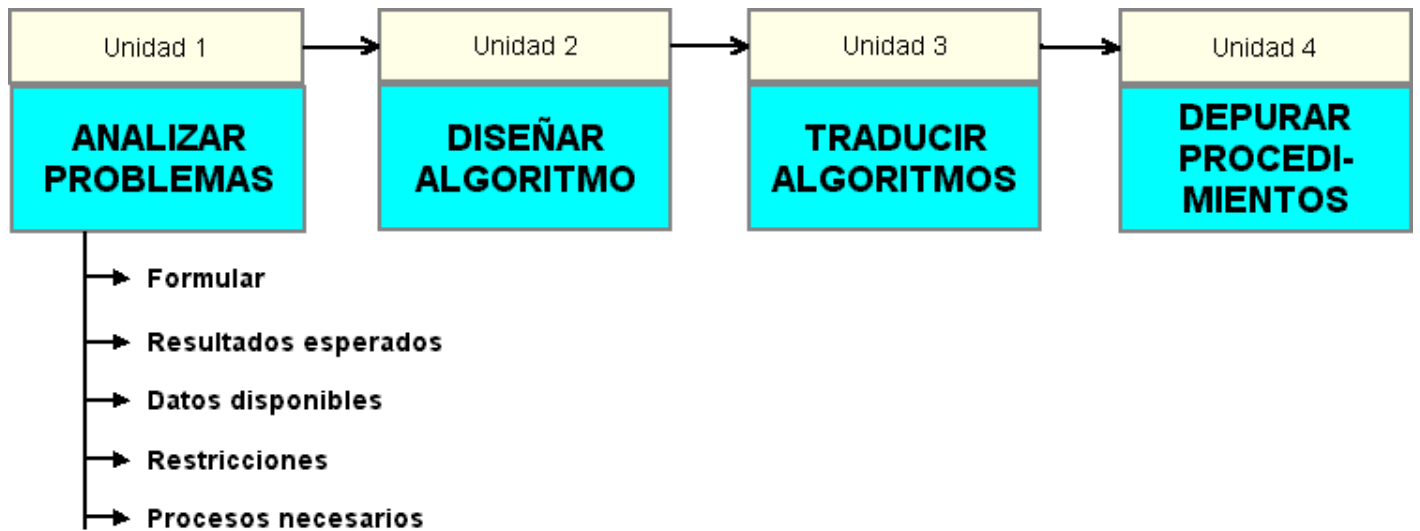 Unidad 1
Unidad 2
Unidad 3
Unidad 4
ANALIZAR
PROBLEMAS
DISEÑAR
ALGORITMO
TRADUCIR
ALGORITMOS
DEPURAR
PROCEDI-
MIENTOS
Formular
Resultados esperados
Datos disponibles
Restricciones
Procesos necesarios